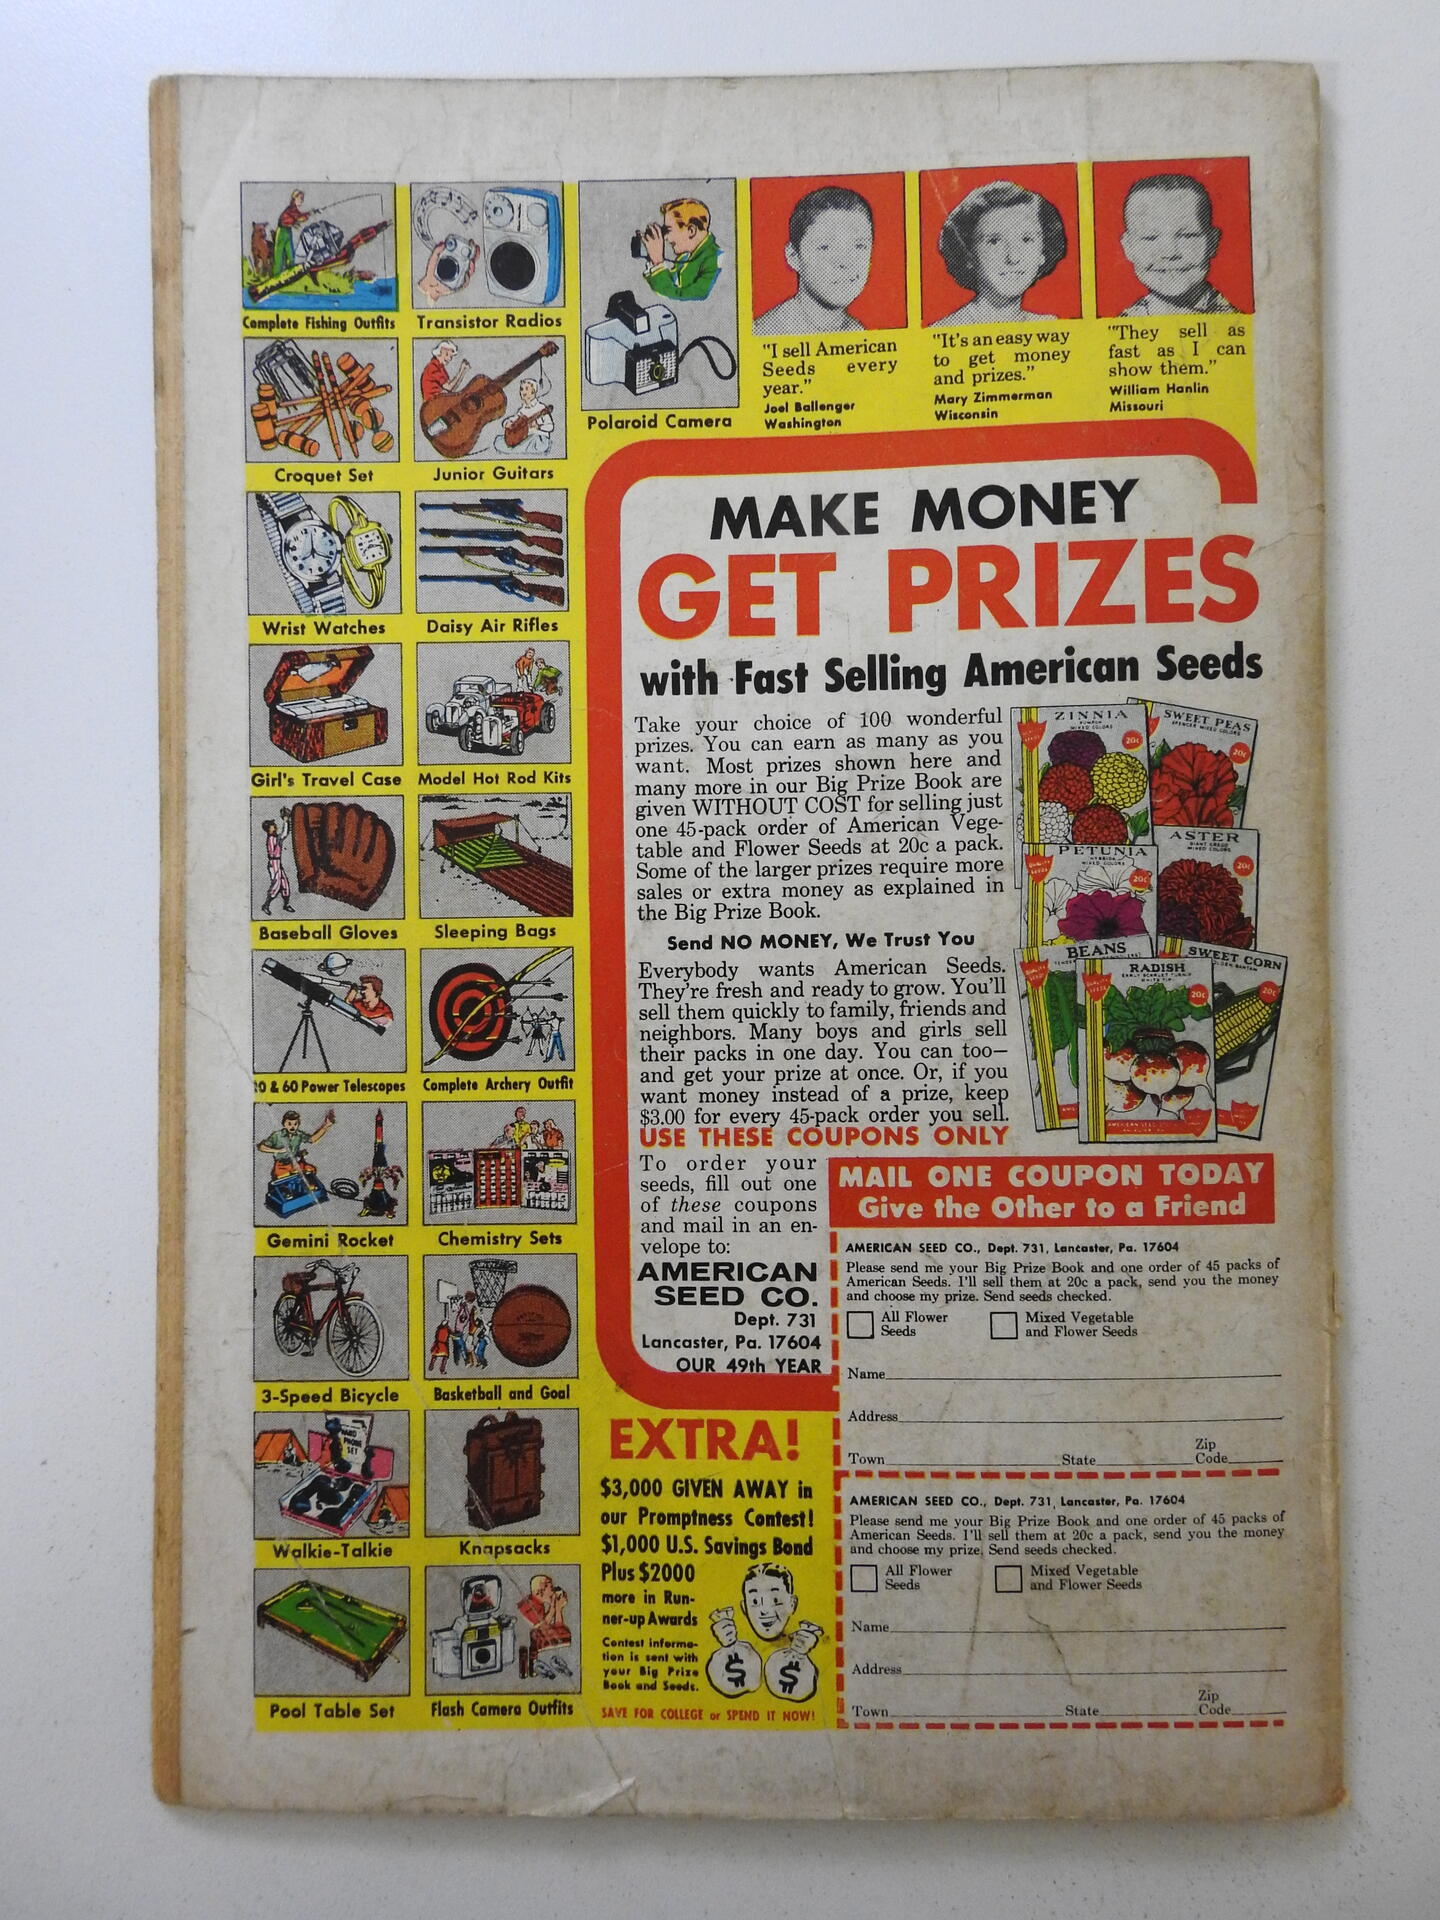 Complete Fishing Outfits
Transistor Radios
Croquet Set
Junior Guitars
Polaroid Camera
Wrist Watches
Daisy Air Rifles
Girl's Travel Case
Model Hot Rod Kits
Baseball Gloves
Sleeping Bags
& 60 Power Telescopes
Complete Archery Outfit
Gemini Rocket
Chemistry Sets
3-Speed Bicycle
Basketball and Goal
HAND
PHONE
SET
Walkie-Talkie
Knapsacks
Pool Table Set
Flash Camera Outfits
"I sell American
Seeds every
year."
Joel Ballenger
Washington
"It's an easy way
to get money
and prizes."
Mary Zimmerman
Wisconsin
"They sell as
fast as I can
show them."
William Hanlin
Missouri
MAKE MONEY
GET PRIZES
with Fast Selling American Seeds
Take your choice of 100 wonderful
prizes. You can earn as many as you
want. Most prizes shown here and
many more in our Big Prize Book are
given WITHOUT COST for selling just
one 45-pack order of American Vege-
table and Flower Seeds at 20c a pack.
Some of the larger prizes require more
sales or extra money as explained in
the Big Prize Book.
Send NO MONEY, We Trust You
Everybody wants American Seeds.
They're fresh and ready to grow. You'll
sell them quickly to family, friends and
neighbors. Many boys and girls sell
their packs in one day. You can too—
and get your prize at once. Or, if you
want money instead of a prize, keep
$3.00 for every 45-pack order you sell.
USE THESE COUPONS ONLY
ZINNIA
MIXED COLORS
20c
SWEET PEAS
SPENCER MIXED COLORS
20c
PETUNIA
MIXED COLORS
20c
ASTER
MIXED COLORS
20c
BEANS
RADISH
20c
SWEET CORN
20c
To order your
seeds, fill out one
of these coupons
and mail in an en-
velope to:
AMERICAN
SEED CO.
Dept. 731
Lancaster, Pa. 17604
OUR 49th YEAR
MAIL ONE COUPON TODAY
Give the Other to a Friend
AMERICAN SEED CO., Dept. 731, Lancaster, Pa. 17604
Please send me your Big Prize Book and one order of 45 packs of
American Seeds. I'll sell them at 20c a pack, send you the money
and choose my prize. Send seeds checked.
All Flower
Seeds
Mixed Vegetable
and Flower Seeds
Name
Address
Town State Zip
Code
AMERICAN SEED CO., Dept. 731, Lancaster, Pa. 17604
Please send me your Big Prize Book and one order of 45 packs of
American Seeds. I'll sell them at 20c a pack, send you the money
and choose my prize. Send seeds checked.
All Flower
Seeds
Mixed Vegetable
and Flower Seeds
Name
Address
Town State Zip
Code
EXTRA!
$3,000 GIVEN AWAY in
our Promptness Contest!
$1,000 U.S. Savings Bond
Plus $2000
more in Run-
ner-up Awards
Contest informa-
tion is sent with
your Big Prize
Book and Seeds.
$ $
SAVE FOR COLLEGE or SPEND IT NOW!